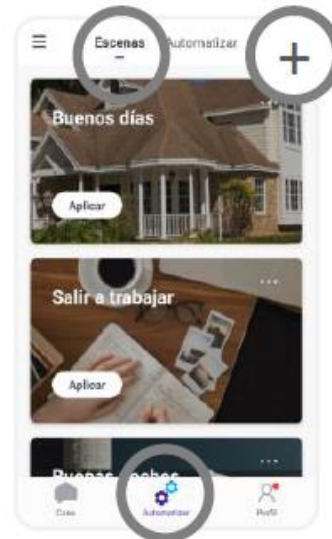 Escenas Automatizar
Buenos días
Aplicar
Salir a trabajar
Aplicar
Buenas noches
Casa Automatizar Perfil